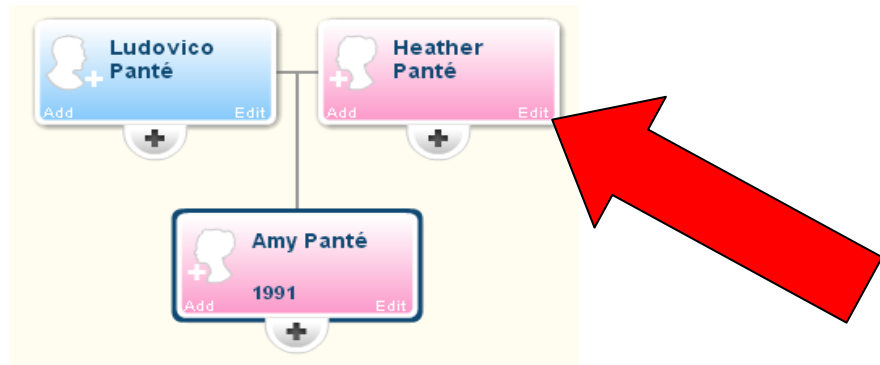 Ludovico
Panté
Add Edit
Heather
Panté
Add Edit
Amy Panté
1991
Add Edit